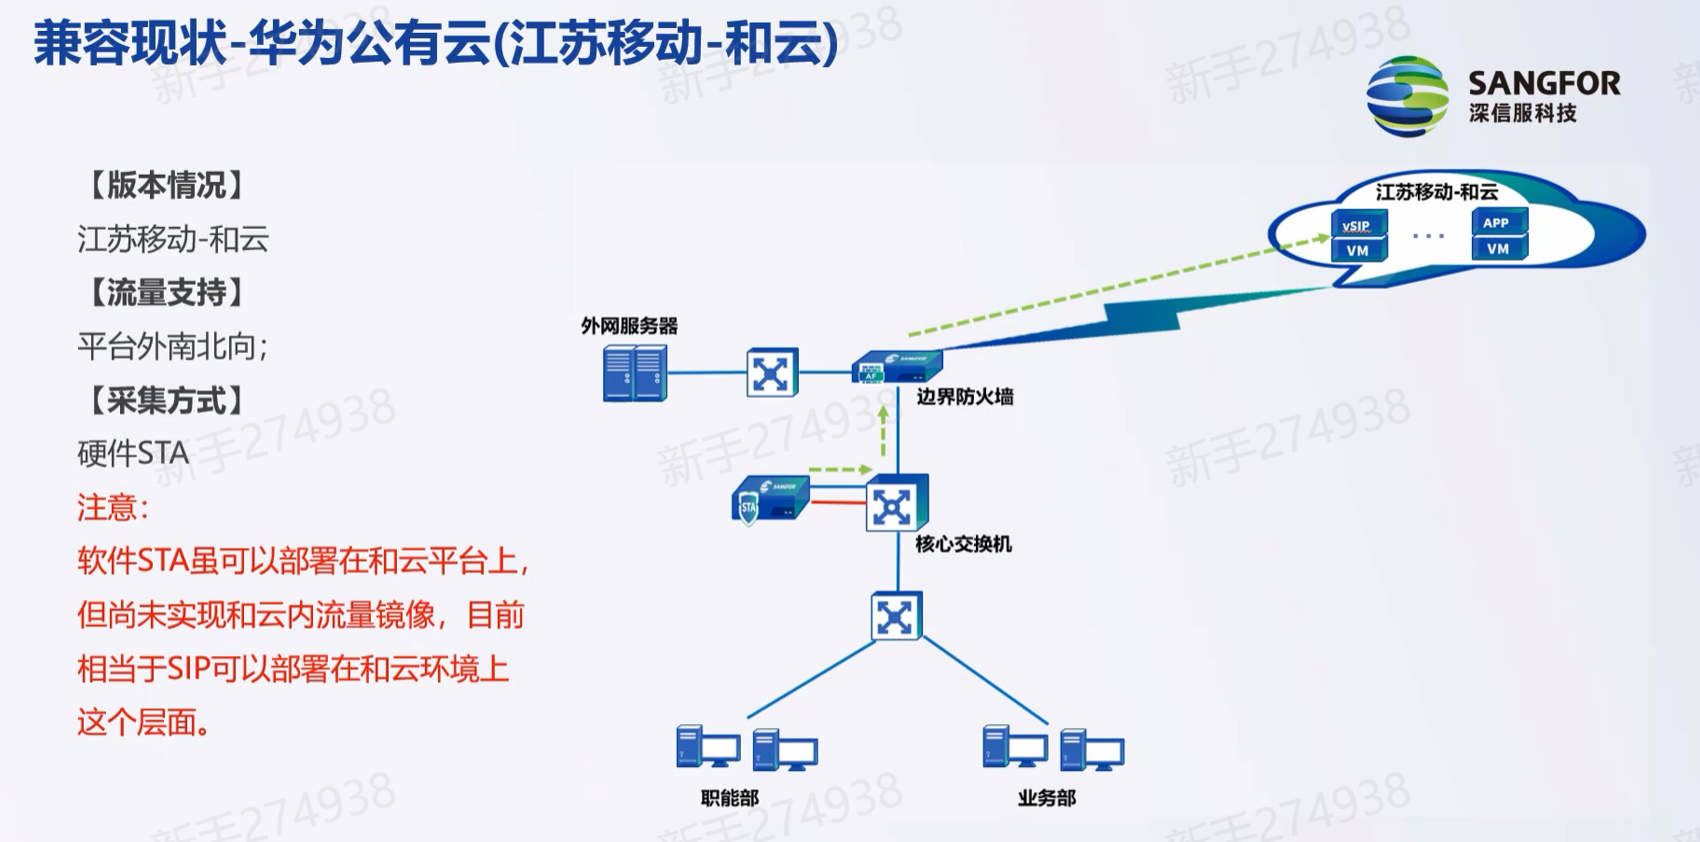 兼容现状-华为公有云(江苏移动-和云)
SANGFOR
深信服科技
【版本情况】
江苏移动-和云
【流量支持】
平台外南北向；
【采集方式】
硬件STA
注意：
软件STA虽可以部署在和云平台上，
但尚未实现和云内流量镜像，目前
相当于SIP可以部署在和云环境上
这个层面。
江苏移动-和云
vSIP
VM
...
APP
VM
外网服务器
SANGFOR
AF
边界防火墙
SANGFOR
STA
核心交换机
职能部
业务部
新手274938
新手274938
新手274938
新手274938
新手274938
新手274938
新手274938
新手274938
新手274938